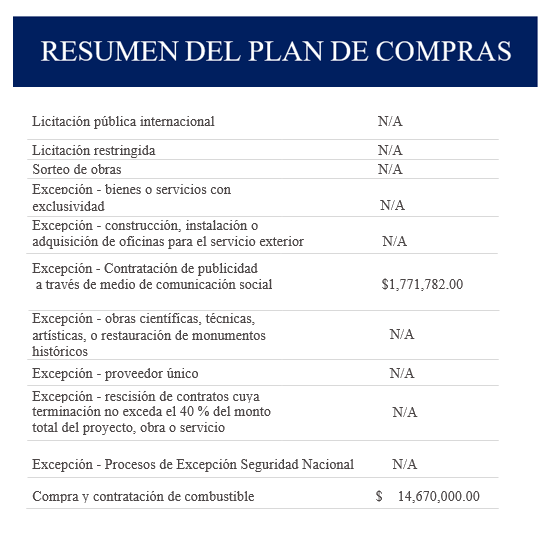 RESUMEN DEL PLAN DE COMPRAS
Licitación pública internacional N/A
Licitación restringida N/A
Sorteo de obras N/A
Excepción - bienes o servicios con
exclusividad N/A
Excepción - construcción, instalación o
adquisición de oficinas para el servicio exterior N/A
Excepción - Contratación de publicidad
a través de medio de comunicación social $1,771,782.00
Excepción - obras científicas, técnicas,
artísticas, o restauración de monumentos N/A
históricos
Excepción - proveedor único N/A
Excepción - rescisión de contratos cuya
terminación no exceda el 40 % del monto N/A
total del proyecto, obra o servicio
Excepción - Procesos de Excepción Seguridad Nacional N/A
Compra y contratación de combustible $ 14,670,000.00